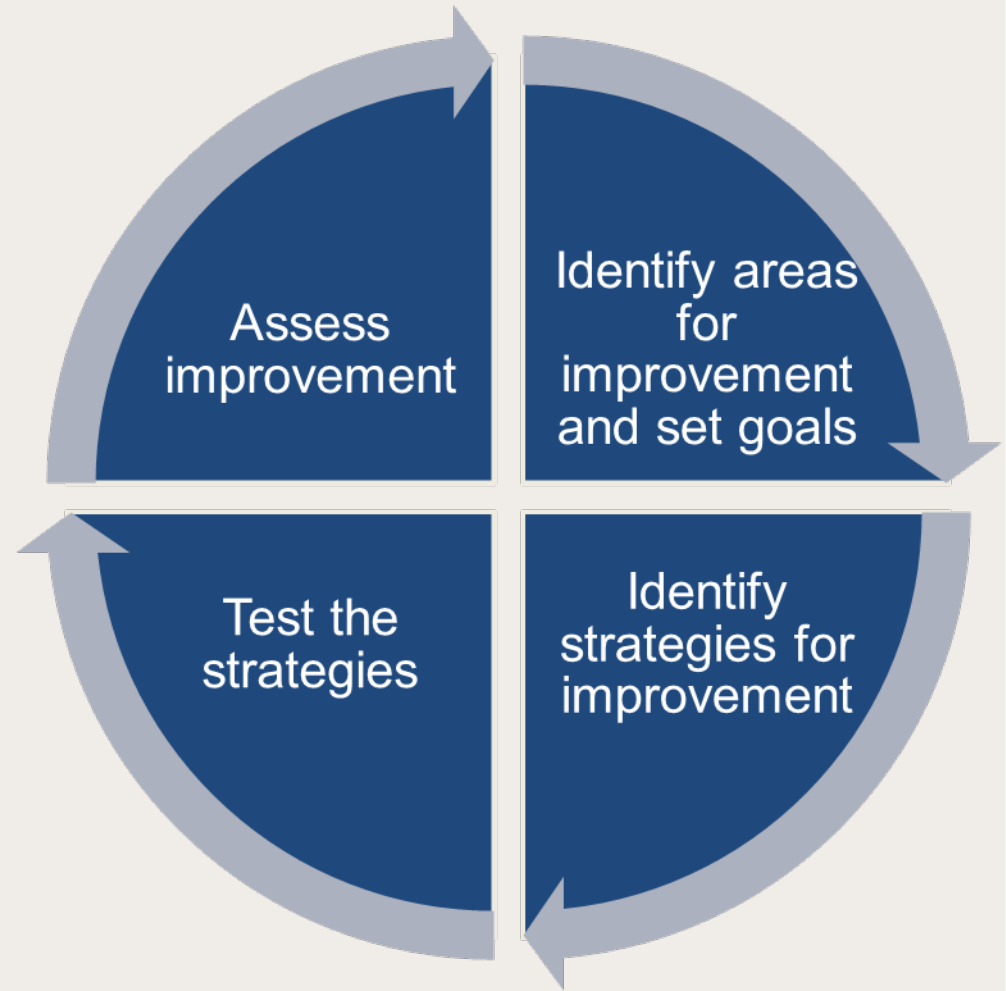 Assess
improvement
Identify areas
for
improvement
and set goals
Test the
strategies
Identify
strategies for
improvement